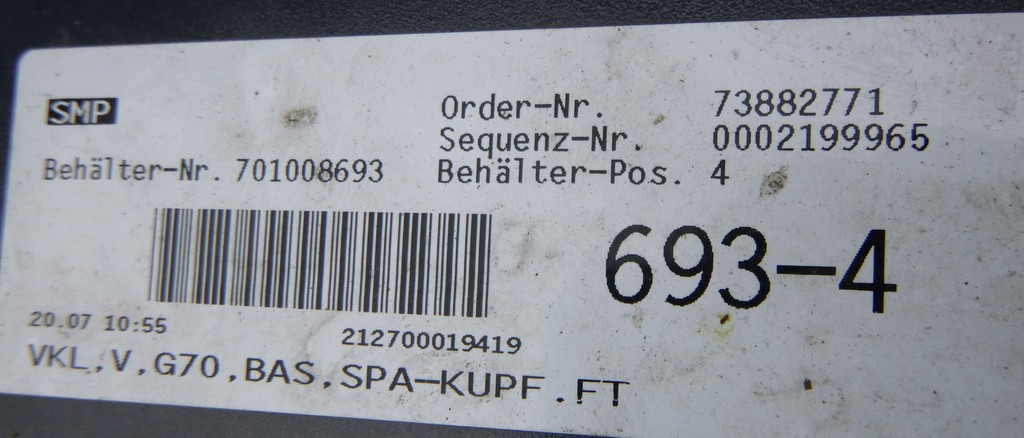 SMP
Order-Nr. 73882771
Sequenz-Nr. 0002199965
Behälter-Nr. 701008693 Behälter-Pos. 4
693-4
20.07 10:55 212700019419
VKL,V,G70,BAS,SPA-KUPF.FT